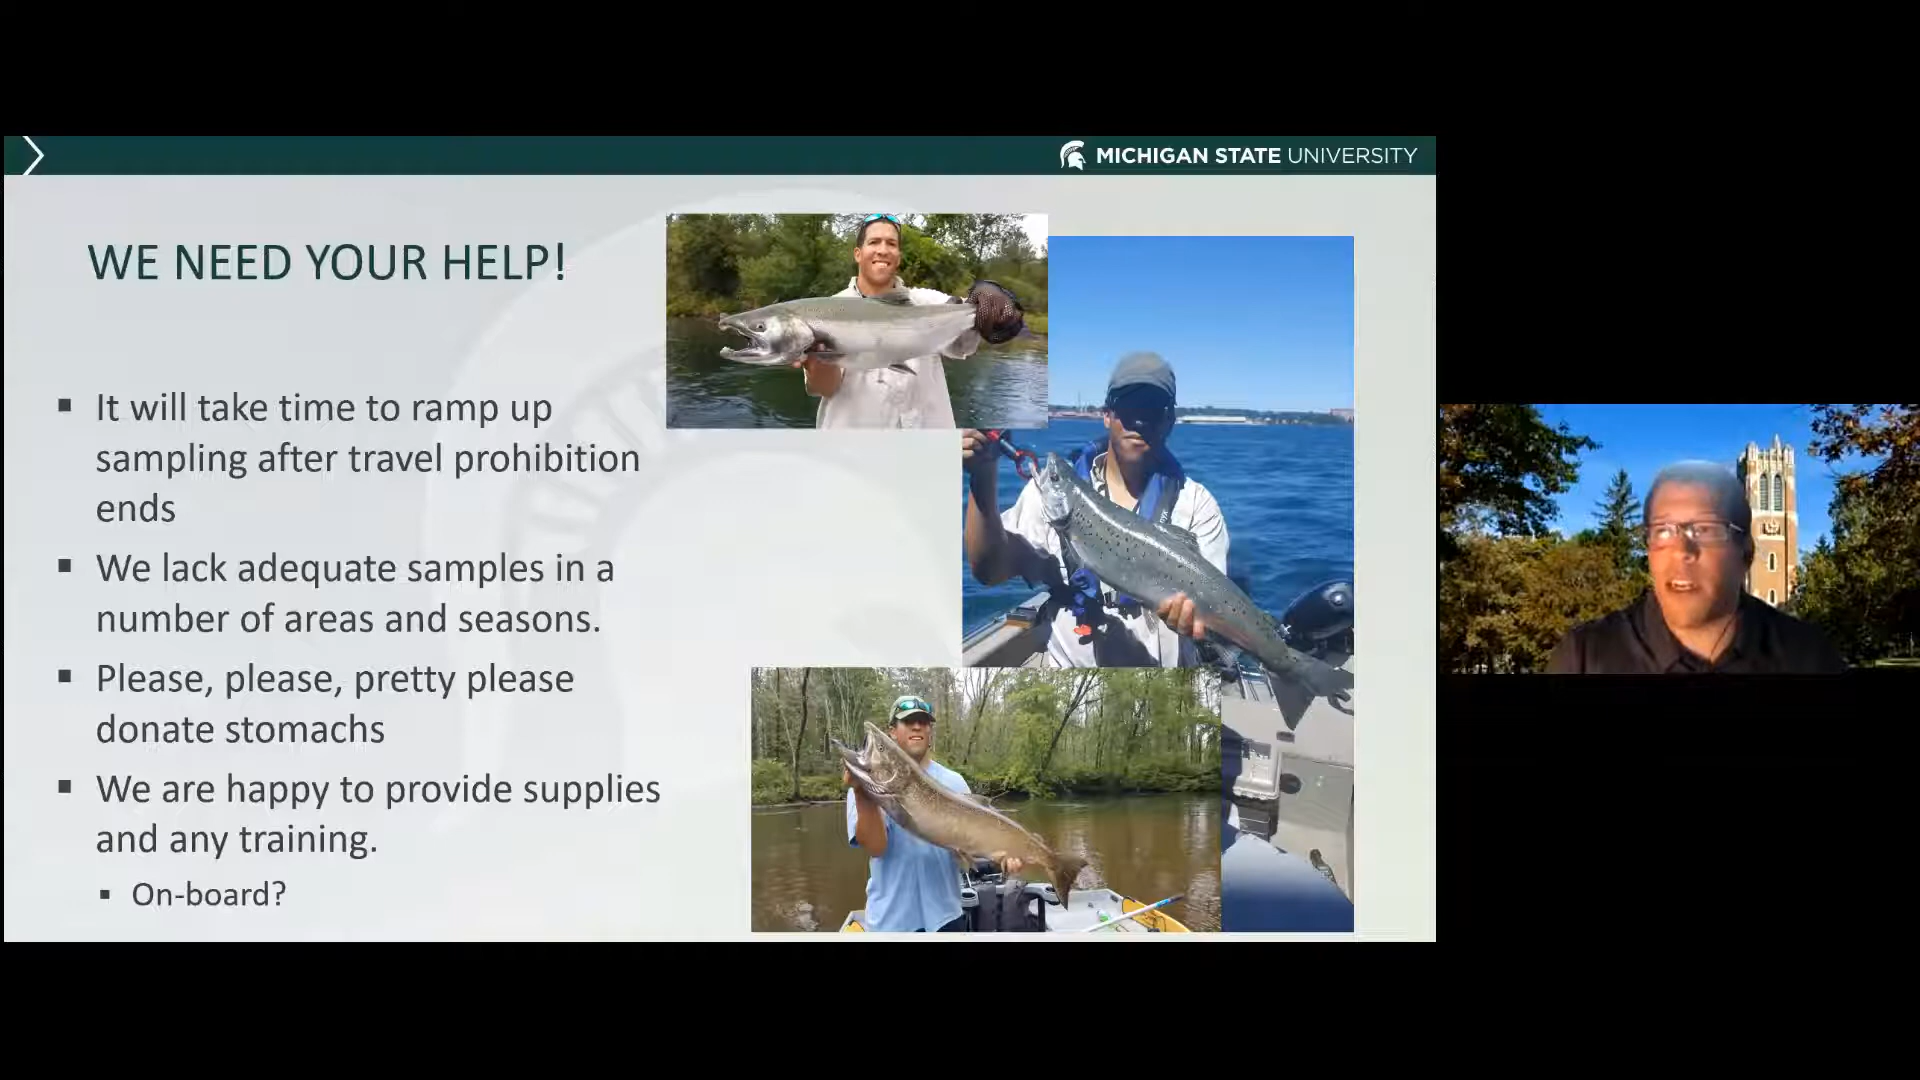 MICHIGAN STATE UNIVERSITY
WE NEED YOUR HELP!
▪ It will take time to ramp up
sampling after travel prohibition
ends
▪ We lack adequate samples in a
number of areas and seasons.
▪ Please, please, pretty please
donate stomachs
▪ We are happy to provide supplies
and any training.
▪ On-board?